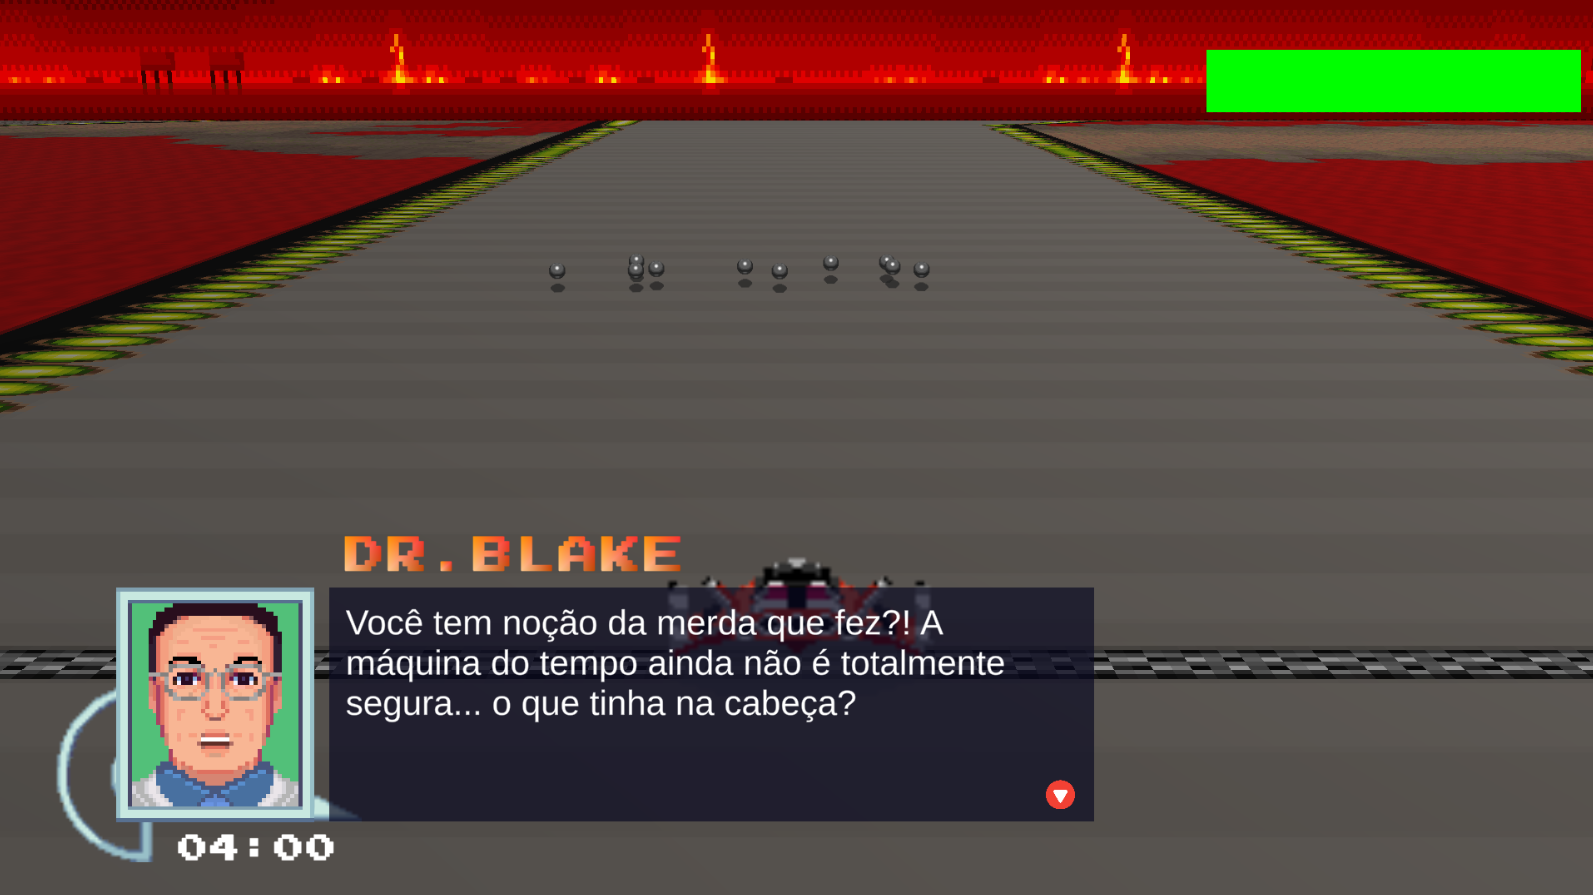 DR.BLAKE
Você tem noção da merda que fez?! A
máquina do tempo ainda não é totalmente
segura... o que tinha na cabeça?
04:00